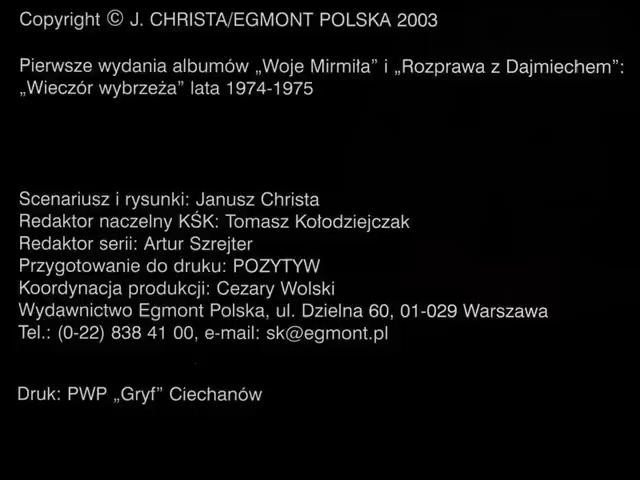 Copyright © J. CHRISTA/EGMONT POLSKA 2003
Pierwsze wydania albumów „Woje Mirmiła” i „Rozprawa z Dajmiechem”:
„Wieczór wybrzeża” lata 1974-1975
Scenariusz i rysunki: Janusz Christa
Redaktor naczelny KŚK: Tomasz Kołodziejczak
Redaktor serii: Artur Szrejter
Przygotowanie do druku: POZYTYW
Koordynacja produkcji: Cezary Wolski
Wydawnictwo Egmont Polska, ul. Dzielna 60, 01-029 Warszawa
Tel.: (0-22) 838 41 00, e-mail: sk@egmont.pl
Druk: PWP „Gryf” Ciechanów